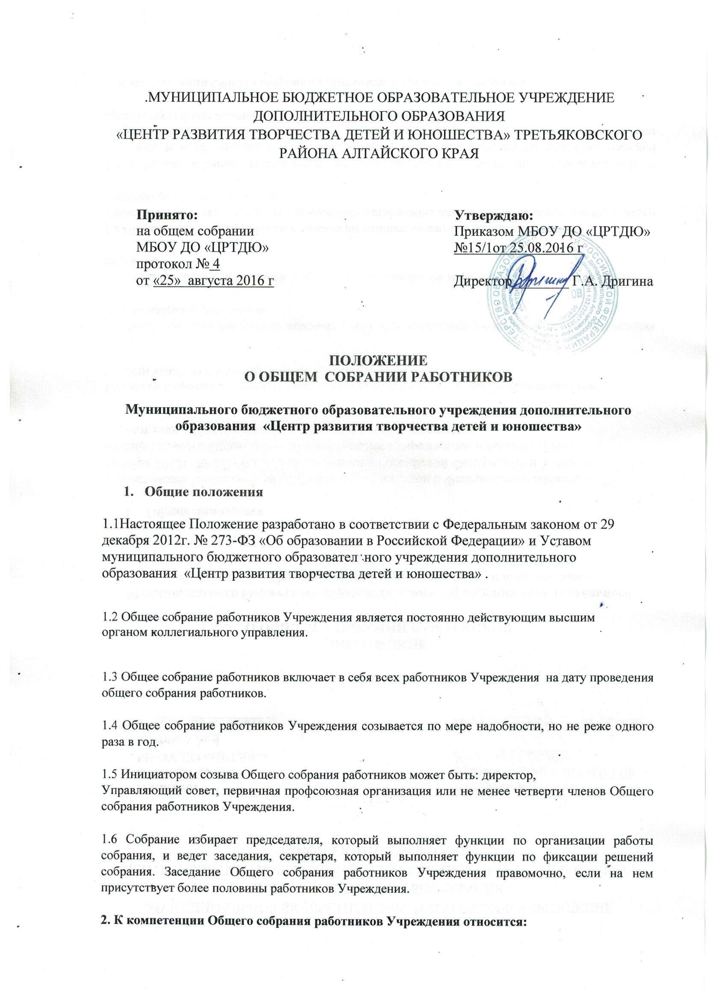 .МУНИЦИПАЛЬНОЕ БЮДЖЕТНОЕ ОБРАЗОВАТЕЛЬНОЕ УЧРЕЖДЕНИЕ
ДОПОЛНИТЕЛЬНОГО ОБРАЗОВАНИЯ
«ЦЕНТР РАЗВИТИЯ ТВОРЧЕСТВА ДЕТЕЙ И ЮНОШЕСТВА» ТРЕТЬЯКОВСКОГО
РАЙОНА АЛТАЙСКОГО КРАЯ
Принято:
на общем собрании
МБОУ ДО «ЦРТДЮ»
протокол № 4
от «25» августа 2016 г
Утверждаю:
Приказом МБОУ ДО «ЦРТДЮ»
№15/1от 25.08.2016 г
Директор Г.А. Дригина
ПОЛОЖЕНИЕ
О ОБЩЕМ СОБРАНИИ РАБОТНИКОВ
Муниципального бюджетного образовательного учреждения дополнительного
образования «Центр развития творчества детей и юношества»
1. Общие положения
1.1Настоящее Положение разработано в соответствии с Федеральным законом от 29
декабря 2012г. № 273-ФЗ «Об образовании в Российской Федерации» и Уставом
муниципального бюджетного образовательного учреждения дополнительного
образования «Центр развития творчества детей и юношества» .
1.2 Общее собрание работников Учреждения является постоянно действующим высшим
органом коллегиального управления.
1.3 Общее собрание работников включает в себя всех работников Учреждения на дату проведения
общего собрания работников.
1.4 Общее собрание работников Учреждения созывается по мере надобности, но не реже одного
раза в год.
1.5 Инициатором созыва Общего собрания работников может быть: директор,
Управляющий совет, первичная профсоюзная организация или не менее четверти членов Общего
собрания работников Учреждения.
1.6 Собрание избирает председателя, который выполняет функции по организации работы
собрания, и ведет заседания, секретаря, который выполняет функции по фиксации решений
собрания. Заседание Общего собрания работников Учреждения правомочно, если на нем
присутствует более половины работников Учреждения.
2. К компетенции Общего собрания работников Учреждения относится: